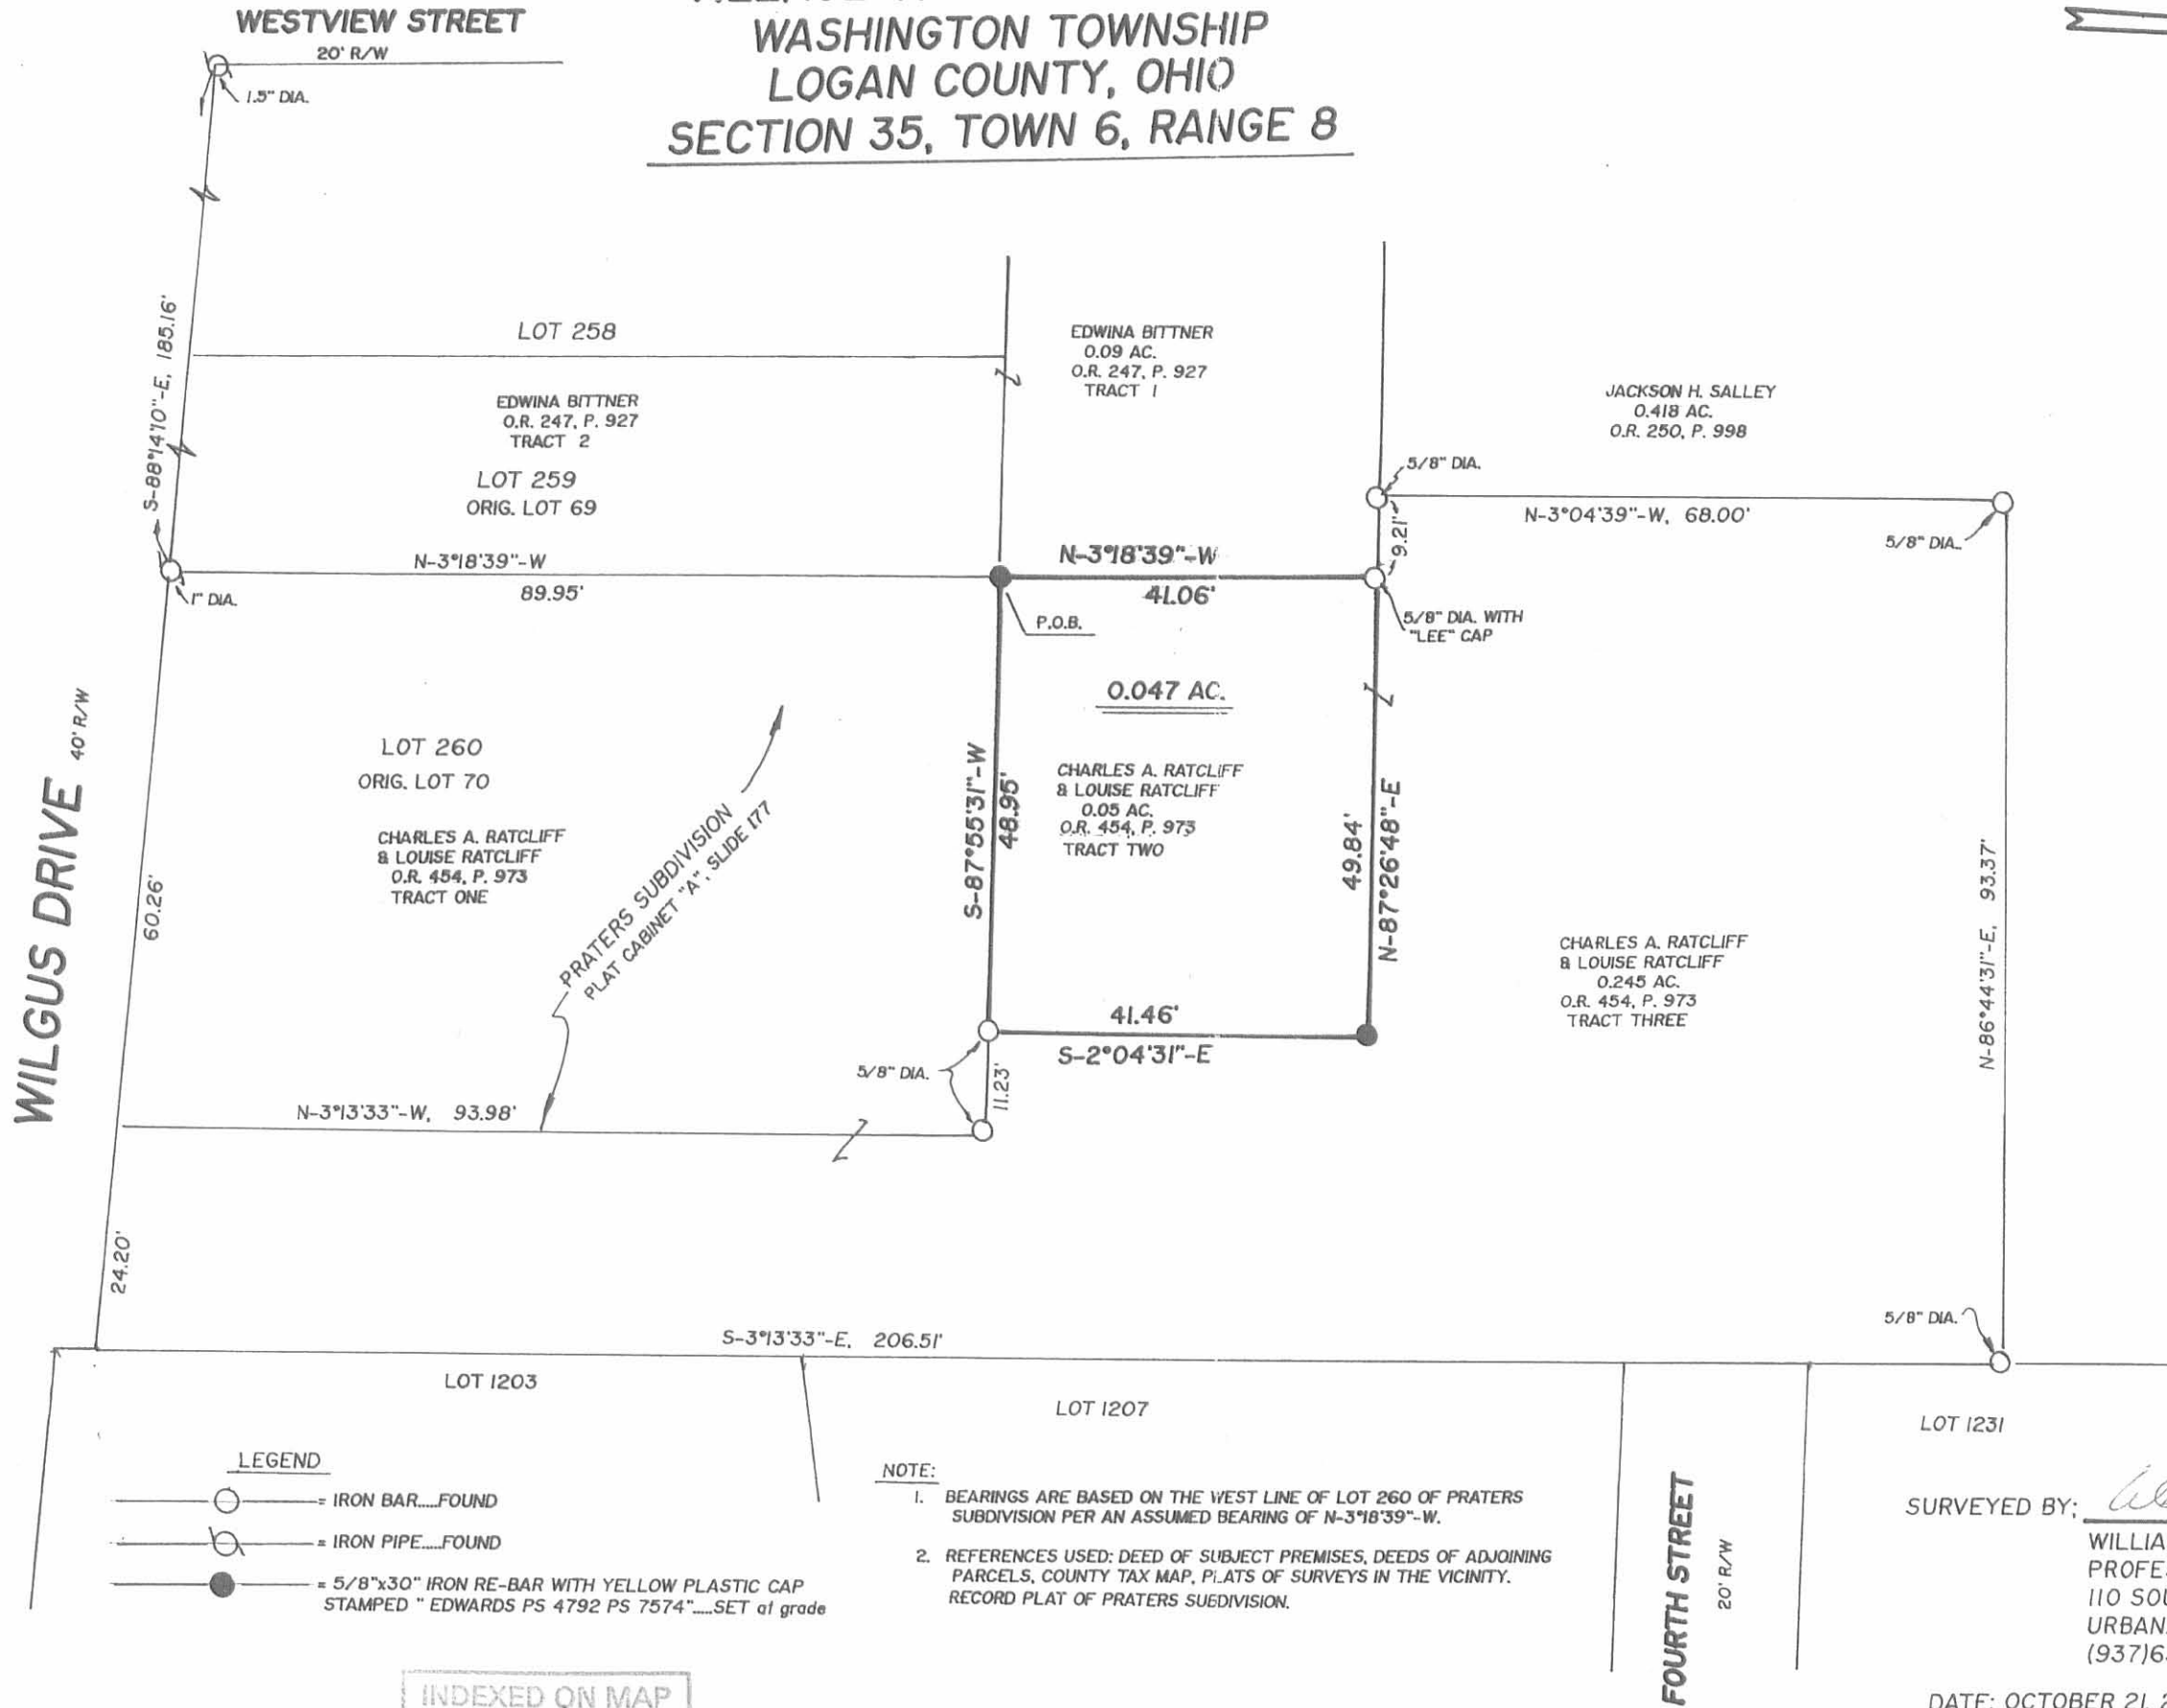 WESTVIEW STREET
20' R/W
1.5" DIA.
WASHINGTON TOWNSHIP
LOGAN COUNTY, OHIO
SECTION 35, TOWN 6, RANGE 8
S-88°14'10"-E, 185.16'
LOT 258
EDWINA BITTNER
O.R. 247, P. 927
TRACT 2
LOT 259
ORIG. LOT 69
EDWINA BITTNER
0.09 AC.
O.R. 247, P. 927
TRACT 1
JACKSON H. SALLEY
0.418 AC.
O.R. 250, P. 998
5/8" DIA.
N-3°04'39"-W, 68.00'
5/8" DIA.
9.21'
N-3°18'39"-W
89.95'
1" DIA.
N-3°18'39"-W
41.06'
P.O.B.
5/8" DIA. WITH
"LEE" CAP
0.047 AC.
WILGUS DRIVE 40' R/W
60.26'
LOT 260
ORIG. LOT 70
CHARLES A. RATCLIFF
& LOUISE RATCLIFF
O.R. 454, P. 973
TRACT ONE
PRATERS SUBDIVISION
PLAT CABINET "A", SLIDE 177
S-87°55'31"-W
48.95'
CHARLES A. RATCLIFF
& LOUISE RATCLIFF
0.05 AC.
O.R. 454, P. 973
TRACT TWO
49.84'
N-87°26'48"-E
CHARLES A. RATCLIFF
& LOUISE RATCLIFF
0.245 AC.
O.R. 454, P. 973
TRACT THREE
N-86°44'31"-E, 93.37'
41.46'
S-2°04'31"-E
5/8" DIA.
11.23'
N-3°13'33"-W, 93.98'
24.20'
S-3°13'33"-E, 206.51'
5/8" DIA.
LOT 1203
LOT 1207
LOT 1231
LEGEND
= IRON BAR.....FOUND
= IRON PIPE.....FOUND
= 5/8"x30" IRON RE-BAR WITH YELLOW PLASTIC CAP
STAMPED " EDWARDS PS 4792 PS 7574".....SET at grade
NOTE:
1. BEARINGS ARE BASED ON THE WEST LINE OF LOT 260 OF PRATERS
SUBDIVISION PER AN ASSUMED BEARING OF N-3°18'39"-W.
2. REFERENCES USED: DEED OF SUBJECT PREMISES, DEEDS OF ADJOINING
PARCELS, COUNTY TAX MAP, PLATS OF SURVEYS IN THE VICINITY.
RECORD PLAT OF PRATERS SUBDIVISION.
FOURTH STREET
20' R/W
SURVEYED BY;
WILLIA
PROFE
110 SOU
URBAN
(937)6
DATE: OCTOBER 21, 2
INDEXED ON MAP